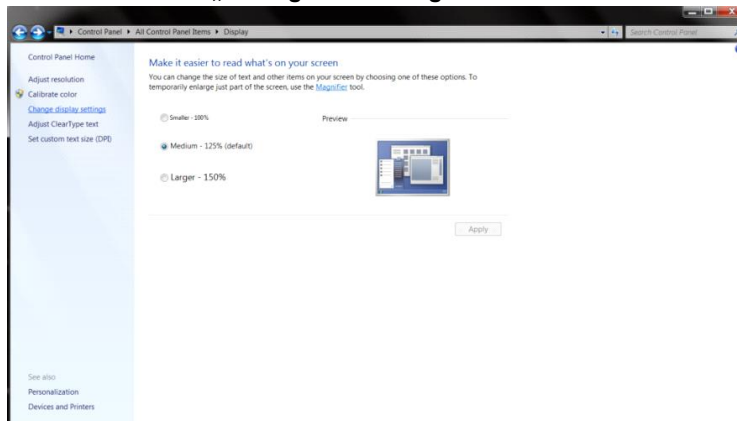 Control Panel ▸ All Control Panel Items ▸ Display
Search Control Panel
Control Panel Home
Adjust resolution
Calibrate color
Change display settings
Adjust ClearType text
Set custom text size (DPI)
Make it easier to read what's on your screen
You can change the size of text and other items on your screen by choosing one of these options. To
temporarily enlarge just part of the screen, use the Magnifier tool.
Smaller - 100%
Preview
Medium - 125% (default)
Larger - 150%
Apply
See also
Personalization
Devices and Printers